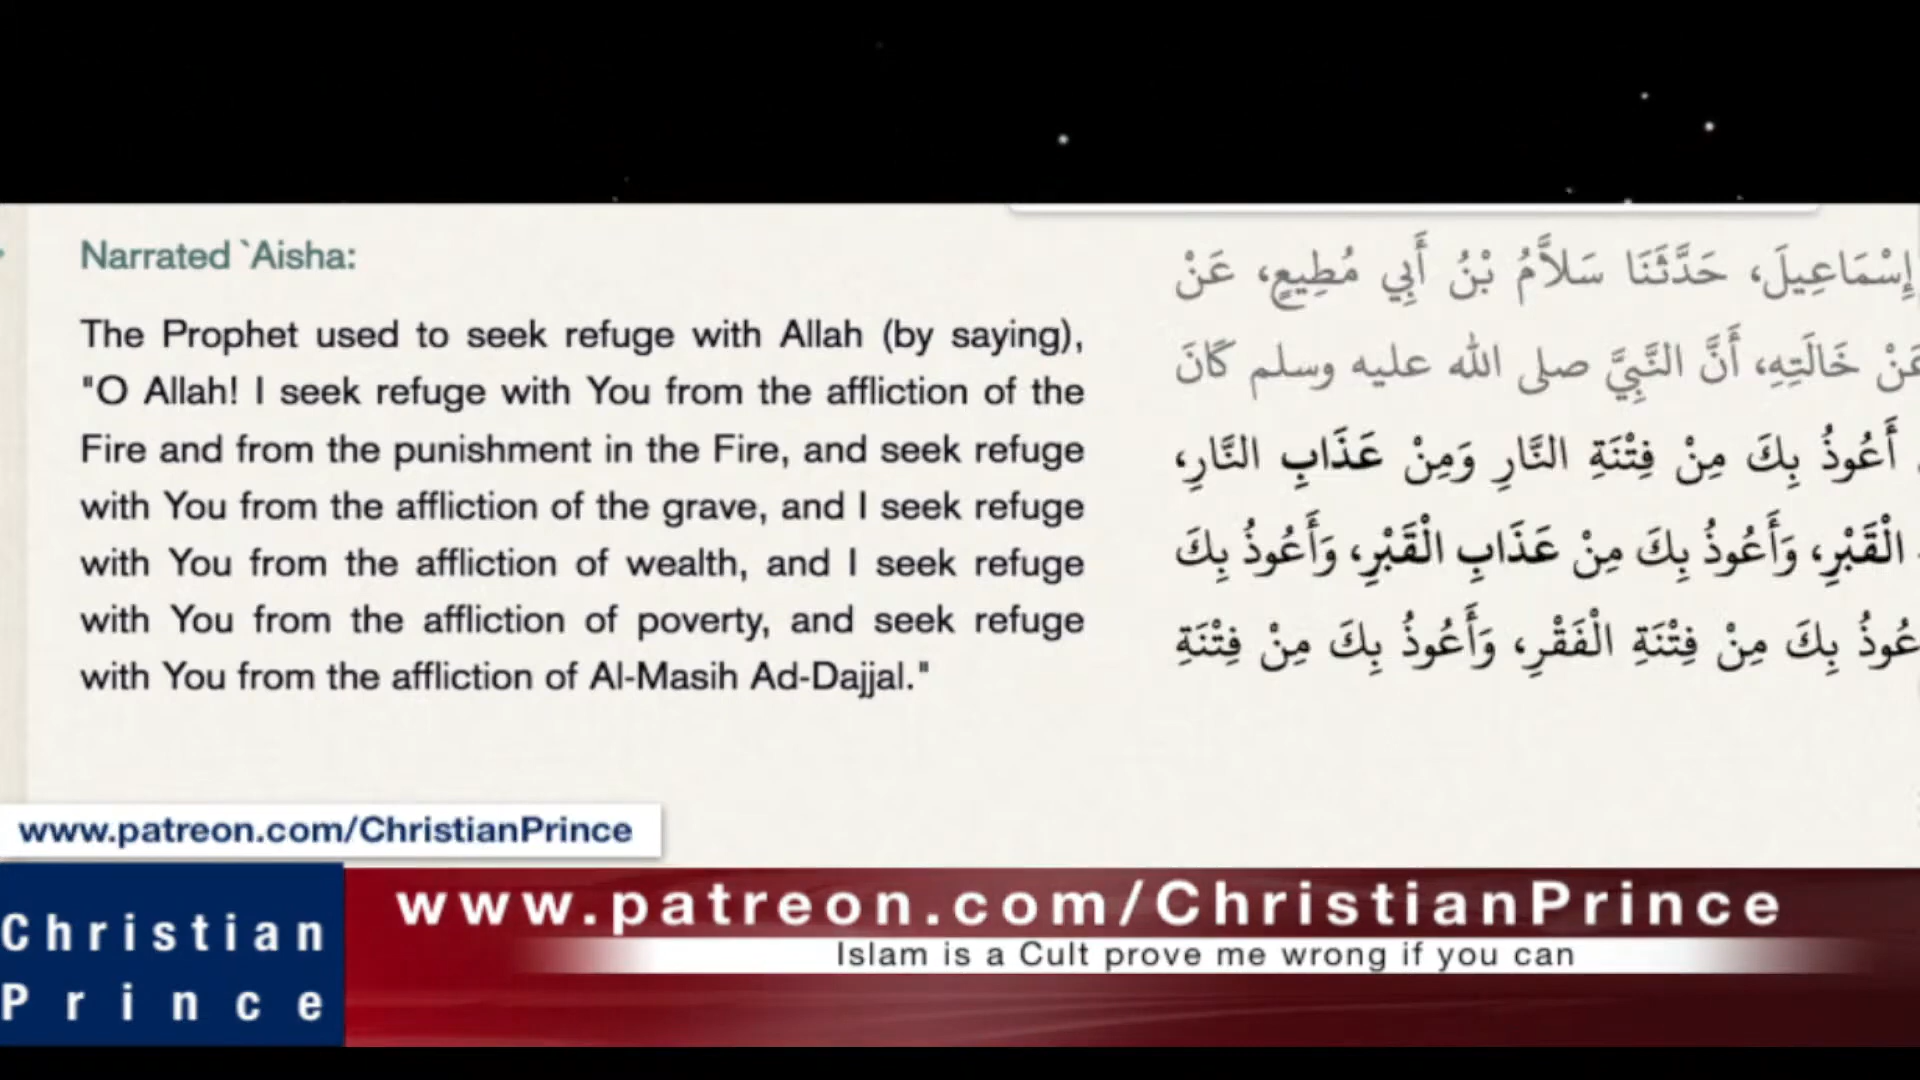 Narrated `Aisha:
The Prophet used to seek refuge with Allah (by saying),
"O Allah! I seek refuge with You from the affliction of the
Fire and from the punishment in the Fire, and seek refuge
with You from the affliction of the grave, and I seek refuge
with You from the affliction of wealth, and I seek refuge
with You from the affliction of poverty, and seek refuge
with You from the affliction of Al-Masih Ad-Dajjal."
إِسْمَاعِيلَ، حَدَّثَنَا سَلاَّمُ بْنُ أَبِي مُطِيعٍ، عَنْ
عَنْ خَالَتِهِ، أَنَّ النَّبِيَّ صلى الله عليه وسلم كَانَ
أَعُوذُ بِكَ مِنْ فِتْنَةِ النَّارِ وَمِنْ عَذَابِ النَّارِ،
الْقَبْرِ، وَأَعُوذُ بِكَ مِنْ عَذَابِ الْقَبْرِ، وَأَعُوذُ بِكَ
عُوذُ بِكَ مِنْ فِتْنَةِ الْفَقْرِ، وَأَعُوذُ بِكَ مِنْ فِتْنَةِ
www.patreon.com/ChristianPrince
Christian
Prince
www.patreon.com/ChristianPrince
Islam is a Cult prove me wrong if you can